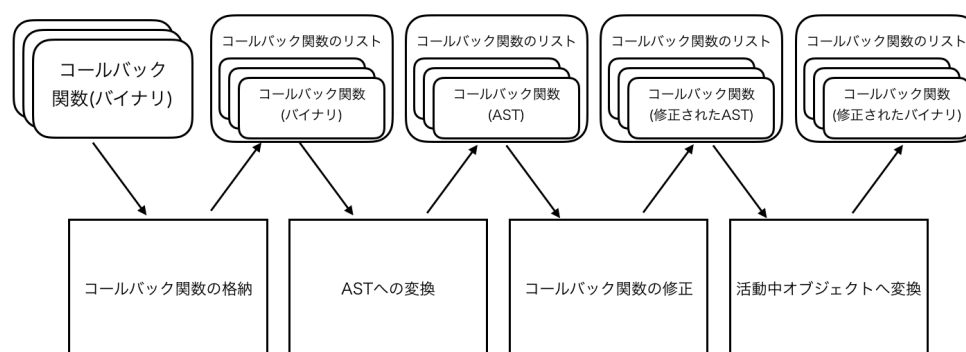 コールバック
関数(バイナリ)
コールバック関数のリスト
コールバック関数
(バイナリ)
コールバック関数のリスト
コールバック関数
(AST)
コールバック関数のリスト
コールバック関数
(修正されたAST)
コールバック関数のリスト
コールバック関数
(修正されたバイナリ)
コールバック関数の格納
ASTへの変換
コールバック関数の修正
活動中オブジェクトへ変換